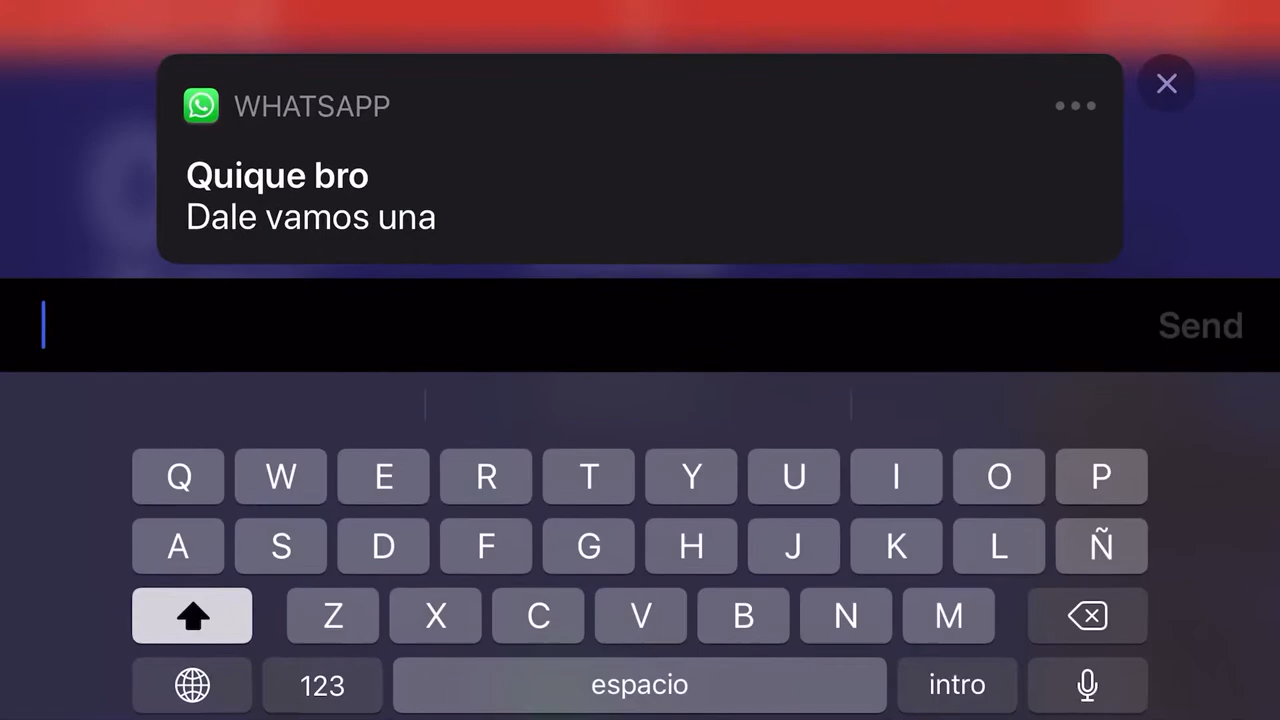 WHATSAPP
Quique bro
Dale vamos una
Send
Q W E R T Y U I O P
A S D F G H J K L Ñ
Z X C V B N M
123 espacio intro